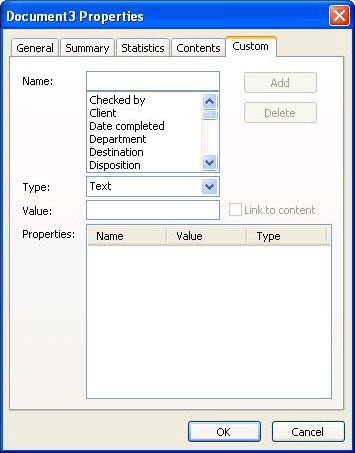 Document3 Properties
General Summary Statistics Contents Custom
Name:
Add
Checked by
Client
Delete
Date completed
Department
Destination
Disposition
Type: Text
Value: Link to content
Properties: Name Value Type
OK Cancel